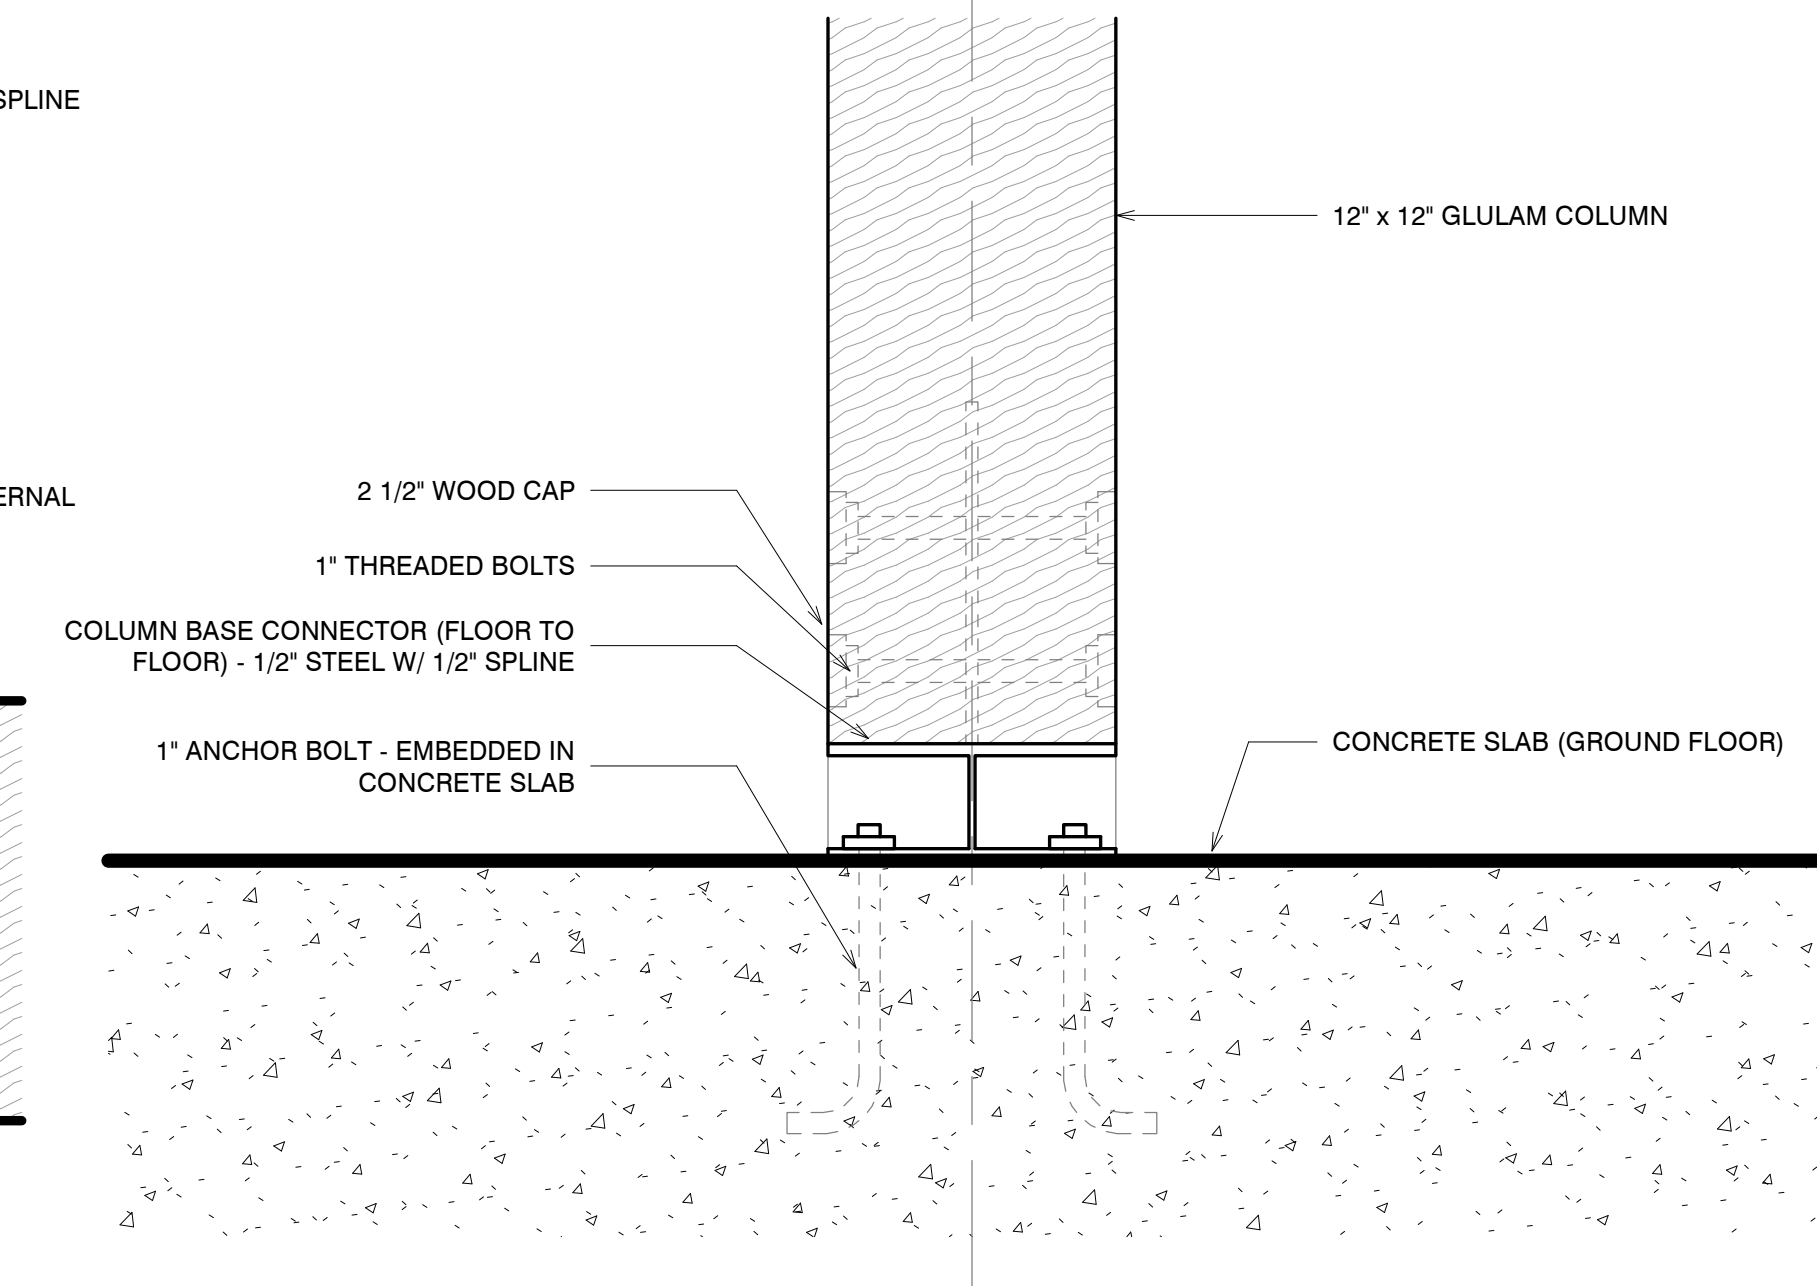 SPLINE
12" x 12" GLULAM COLUMN
2 1/2" WOOD CAP
ERNAL
1" THREADED BOLTS
COLUMN BASE CONNECTOR (FLOOR TO
FLOOR) - 1/2" STEEL W/ 1/2" SPLINE
1" ANCHOR BOLT - EMBEDDED IN
CONCRETE SLAB
CONCRETE SLAB (GROUND FLOOR)